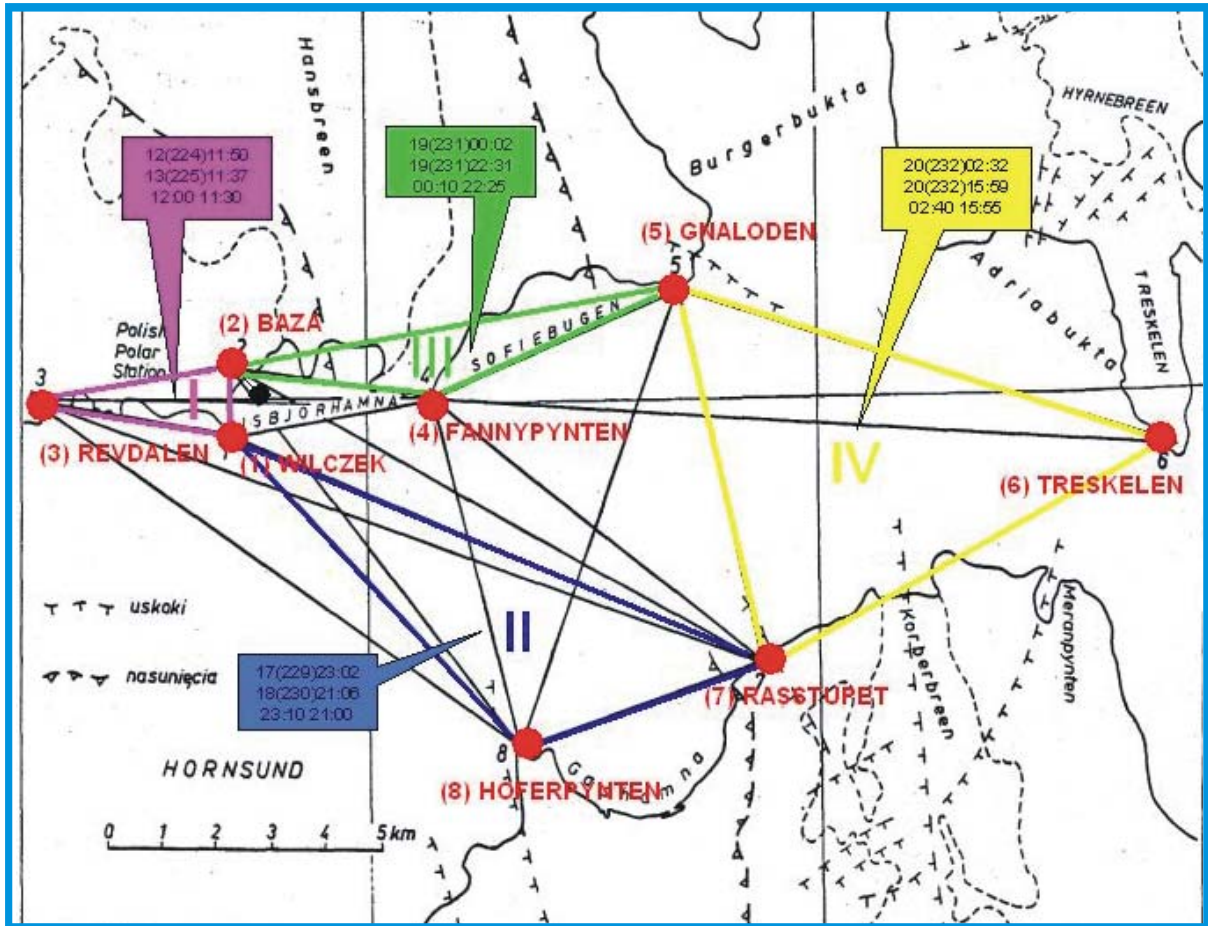 Hansbreen
Burgerbukta
HYRNEBREEN
12(224)11:50
13(225)11:37
12:00 11:30
19(231)00:02
19(231)22:31
00:10 22:25
20(232)02:32
20(232)15:59
02:40 15:55
(5) GNALODEN
5
Adriabukta
TRESKELEN
Polish
Polar
Station
(2) BAZA
2
III
SOFIEBUGEN
3
I
4
ISBJORHAMNA
(3) REVDALEN
(1) WILCZEK
(4) FANNYPYNTEN
IV
6
(6) TRESKELEN
uskoki
II
nasunięcia
17(229)23:02
18(230)21:06
23:10 21:00
7
(7) RASSTUPET
Korberbreen
Meranpynten
8
HORNSUND
(8) HOFERPYNTEN
0 1 2 3 4 5 km